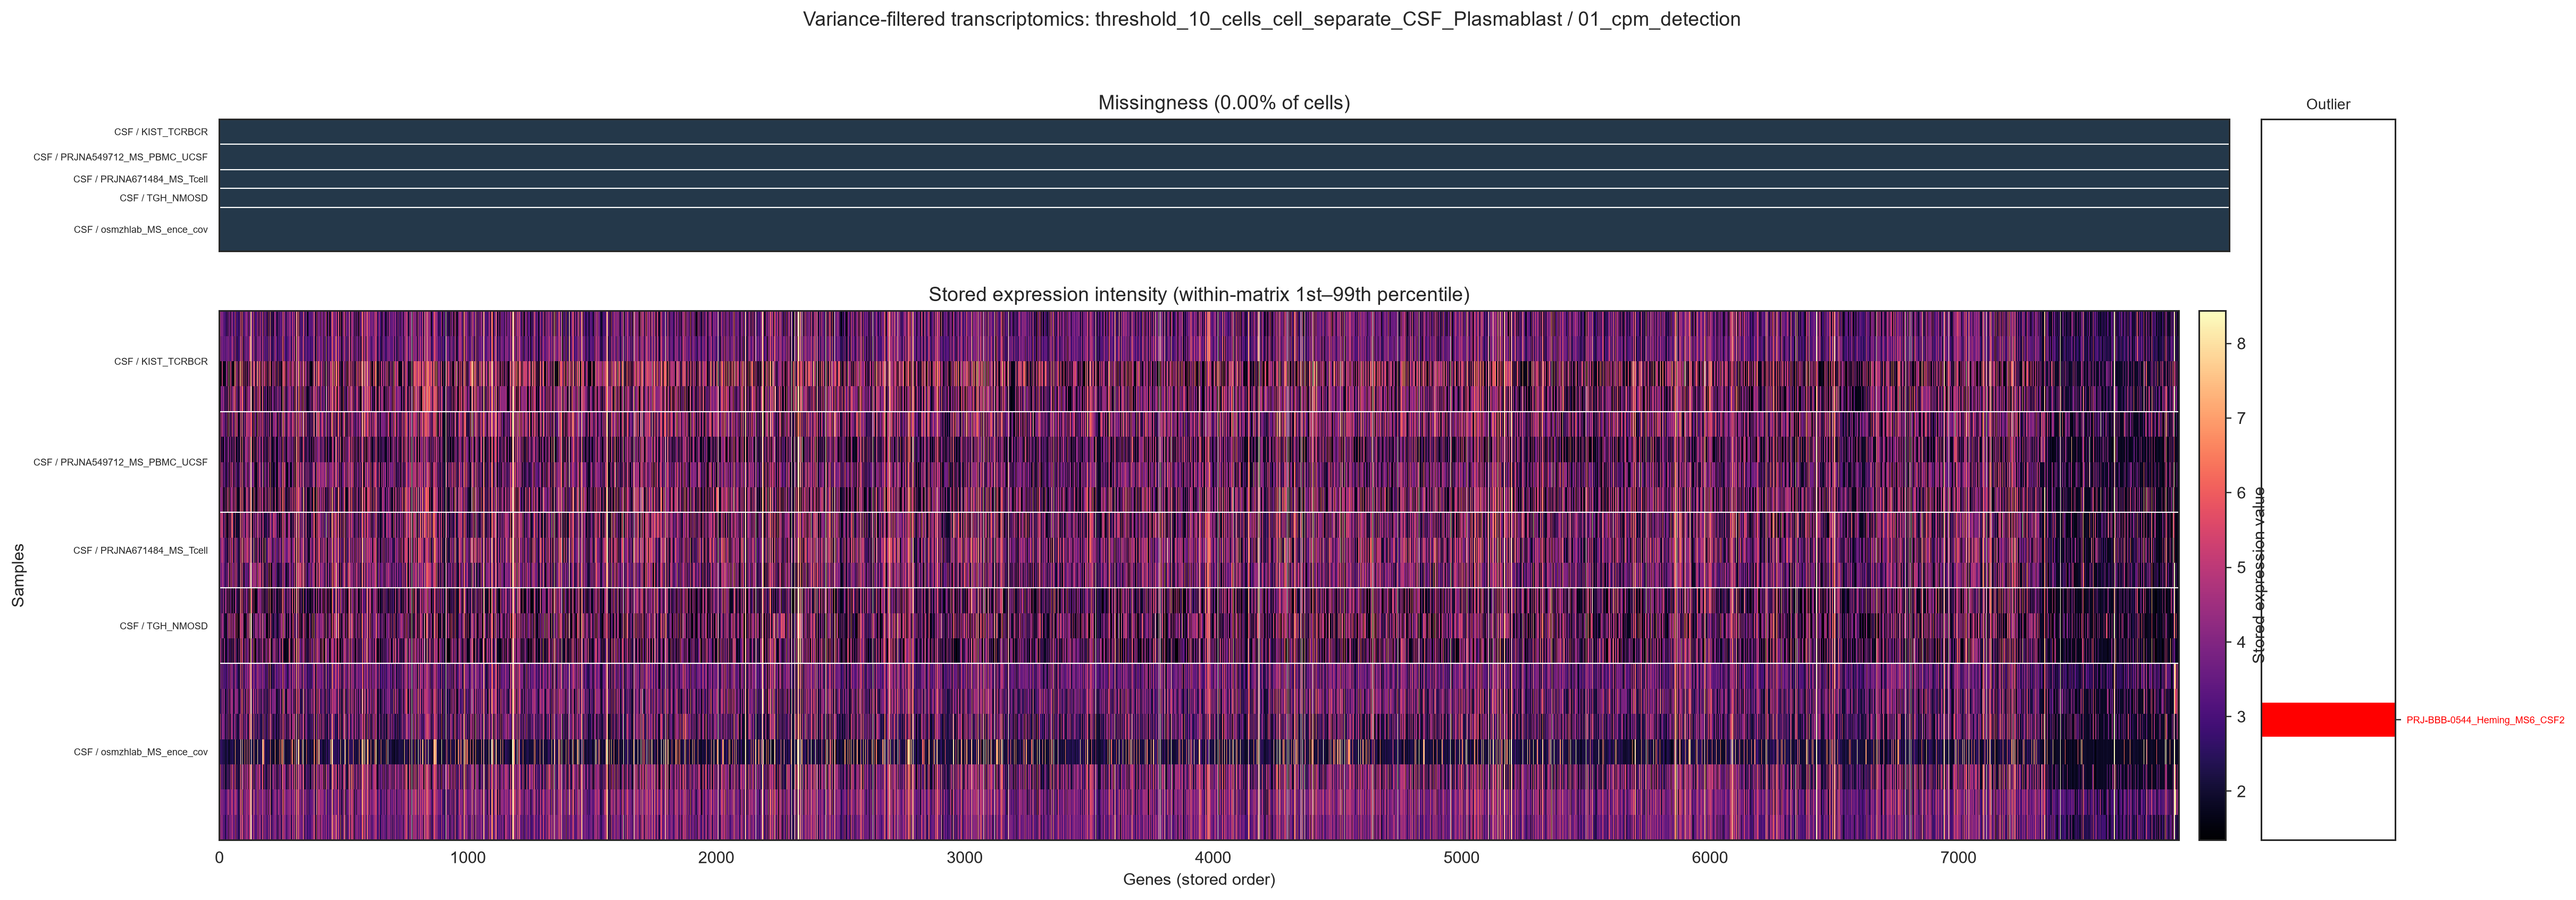 Variance-filtered transcriptomics: threshold_10_cells_cell_separate_CSF_Plasmablast / 01_cpm_detection
Missingness (0.00% of cells)
Outlier
CSF / KIST_TCRBCR
CSF / PRJNA549712_MS_PBMC_UCSF
CSF / PRJNA671484_MS_Tcell
CSF / TGH_NMOSD
CSF / osmzhlab_MS_ence_cov
Stored expression intensity (within-matrix 1st–99th percentile)
CSF / KIST_TCRBCR
CSF / PRJNA549712_MS_PBMC_UCSF
CSF / PRJNA671484_MS_Tcell
CSF / TGH_NMOSD
CSF / osmzhlab_MS_ence_cov
Samples
8
7
6
5
4
3
2
Stored expression value
PRJ-BBB-0544_Heming_MS6_CSF2
0 1000 2000 3000 4000 5000 6000 7000
Genes (stored order)